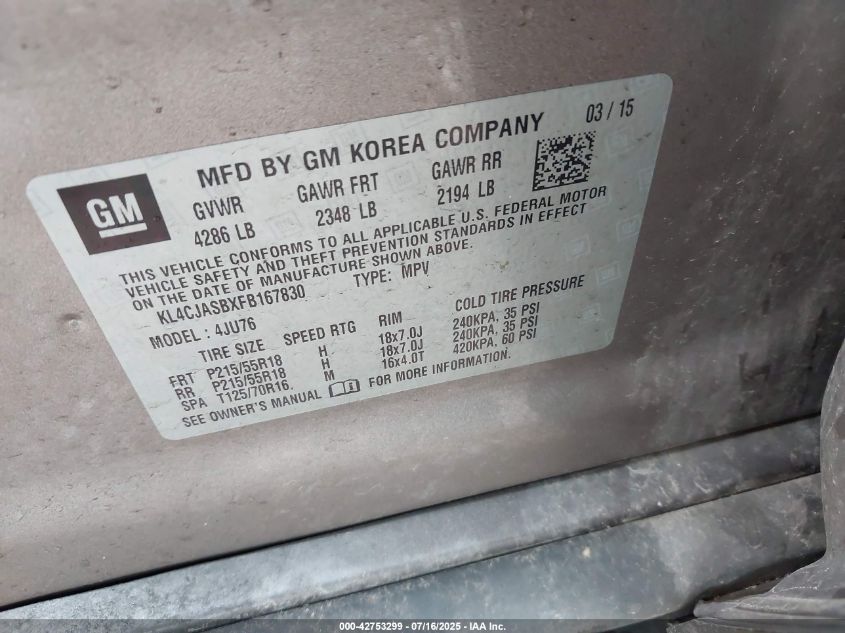 MFD BY GM KOREA COMPANY 03 / 15
GM
GVWR GAWR FRT GAWR RR
4286 LB 2348 LB 2194 LB
THIS VEHICLE CONFORMS TO ALL APPLICABLE U.S. FEDERAL MOTOR
VEHICLE SAFETY AND THEFT PREVENTION STANDARDS IN EFFECT
ON THE DATE OF MANUFACTURE SHOWN ABOVE.
KL4CJASBXFB167830 TYPE: MPV
MODEL : 4JU76
TIRE SIZE SPEED RTG RIM COLD TIRE PRESSURE
FRT P215/55R18 H 18x7.0J 240KPA, 35 PSI
RR P215/55R18 H 18x7.0J 240KPA, 35 PSI
SPA T125/70R16. M 16x4.0T 420KPA, 60 PSI
SEE OWNER'S MANUAL FOR MORE INFORMATION.
000-42753299 - 07/16/2025 - IAA Inc.